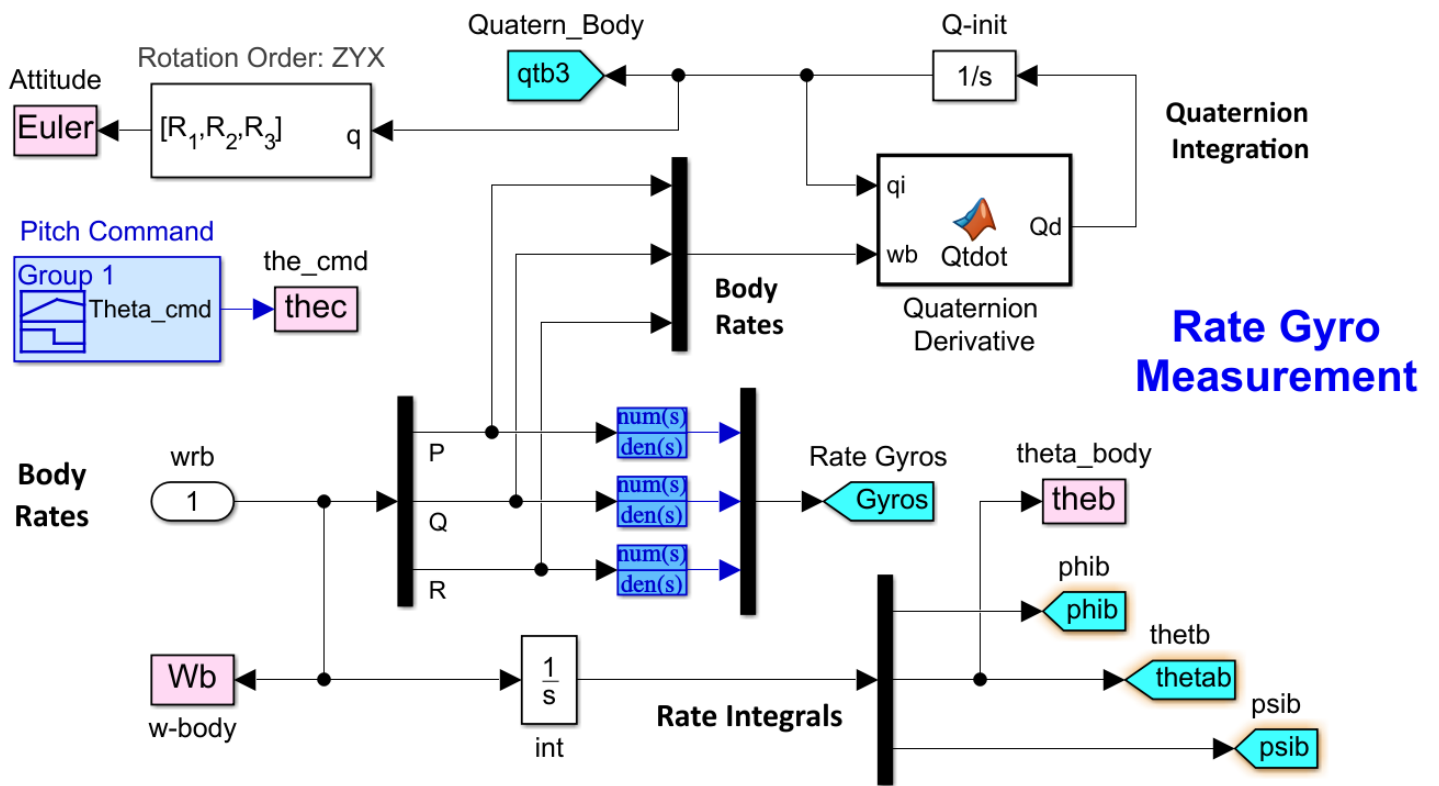 Quatern_Body
Q-init
Rotation Order: ZYX
Attitude
qtb3
1/s
Euler
[R1,R2,R3]
q
Quaternion
Integration
qi
wb
Qd
Qtdot
Quaternion
Derivative
Pitch Command
Group 1
Theta_cmd
the_cmd
thec
Body
Rates
Rate Gyro
Measurement
Body
Rates
wrb
1
P
Q
R
num(s)
den(s)
num(s)
den(s)
num(s)
den(s)
Rate Gyros
Gyros
theta_body
theb
phib
phib
thetb
thetab
psib
psib
Wb
w-body
1
s
int
Rate Integrals